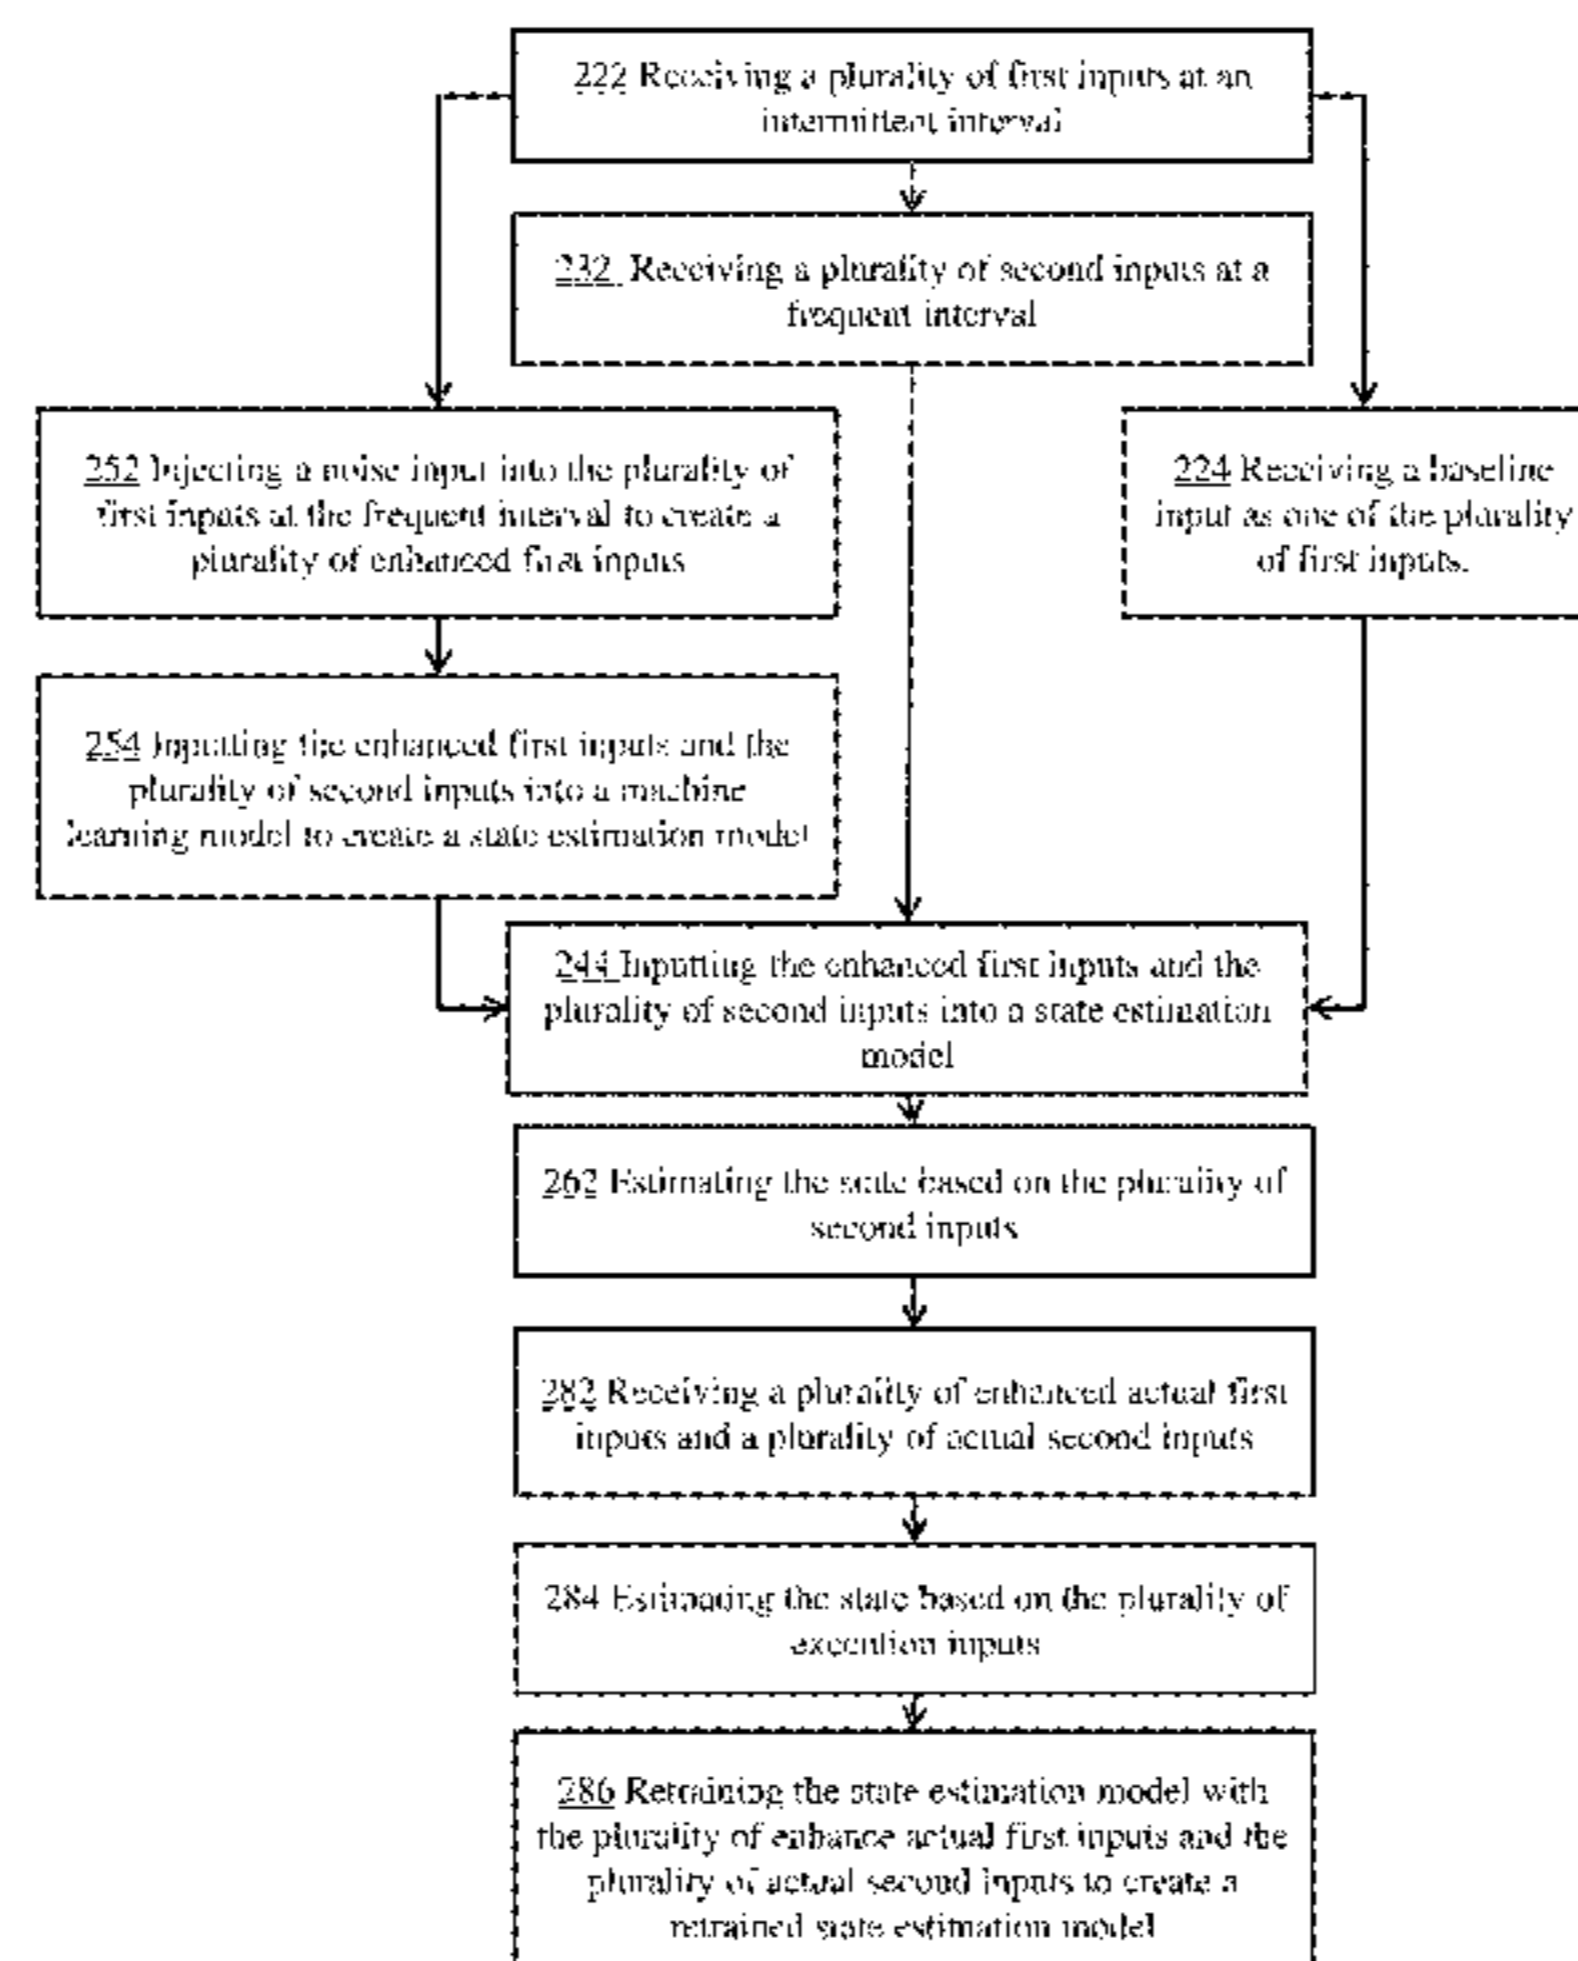 222 Receiving a plurality of first inputs at an
intermittent interval
232 Receiving a plurality of second inputs at a
frequent interval
252 Injecting a noise input into the plurality of
first inputs at the frequent interval to create a
plurality of enhanced first inputs
224 Receiving a baseline
input as one of the plurality
of first inputs.
254 Inputting the enhanced first inputs and the
plurality of second inputs into a machine
learning model to create a state estimation model
244 Inputting the enhanced first inputs and the
plurality of second inputs into a state estimation
model
262 Estimating the state based on the plurality of
second inputs
282 Receiving a plurality of enhanced actual first
inputs and a plurality of actual second inputs
284 Estimating the state based on the plurality of
execution inputs
286 Retraining the state estimation model with
the plurality of enhance actual first inputs and the
plurality of actual second inputs to create a
retrained state estimation model